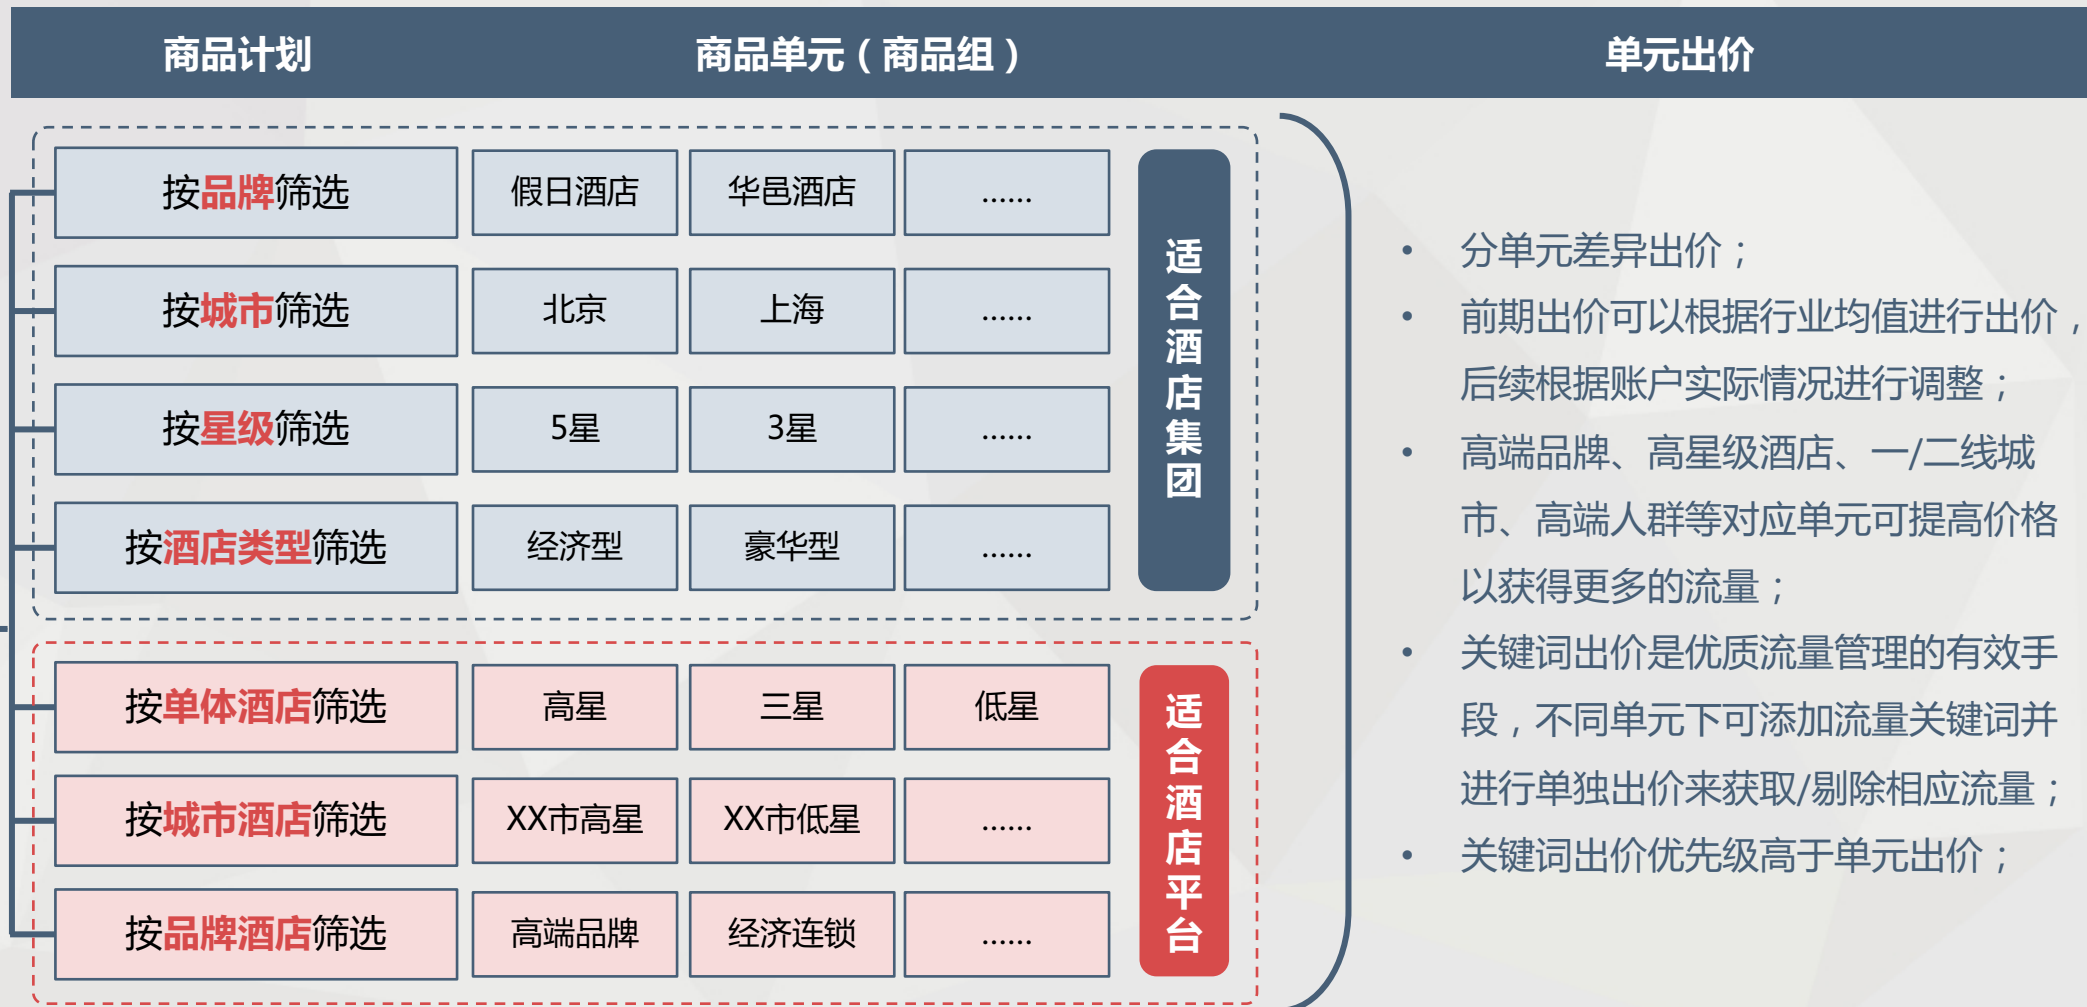 商品计划 商品单元（商品组） 单元出价
按品牌筛选 假日酒店 华邑酒店 ……
按城市筛选 北京 上海 ……
按星级筛选 5星 3星 ……
按酒店类型筛选 经济型 豪华型 ……
适合酒店集团
按单体酒店筛选 高星 三星 低星
按城市酒店筛选 XX市高星 XX市低星 ……
按品牌酒店筛选 高端品牌 经济连锁 ……
适合酒店平台
• 分单元差异出价；
• 前期出价可以根据行业均值进行出价，
后续根据账户实际情况进行调整；
• 高端品牌、高星级酒店、一/二线城
市、高端人群等对应单元可提高价格
以获得更多的流量；
• 关键词出价是优质流量管理的有效手
段，不同单元下可添加流量关键词并
进行单独出价来获取/剔除相应流量；
• 关键词出价优先级高于单元出价；